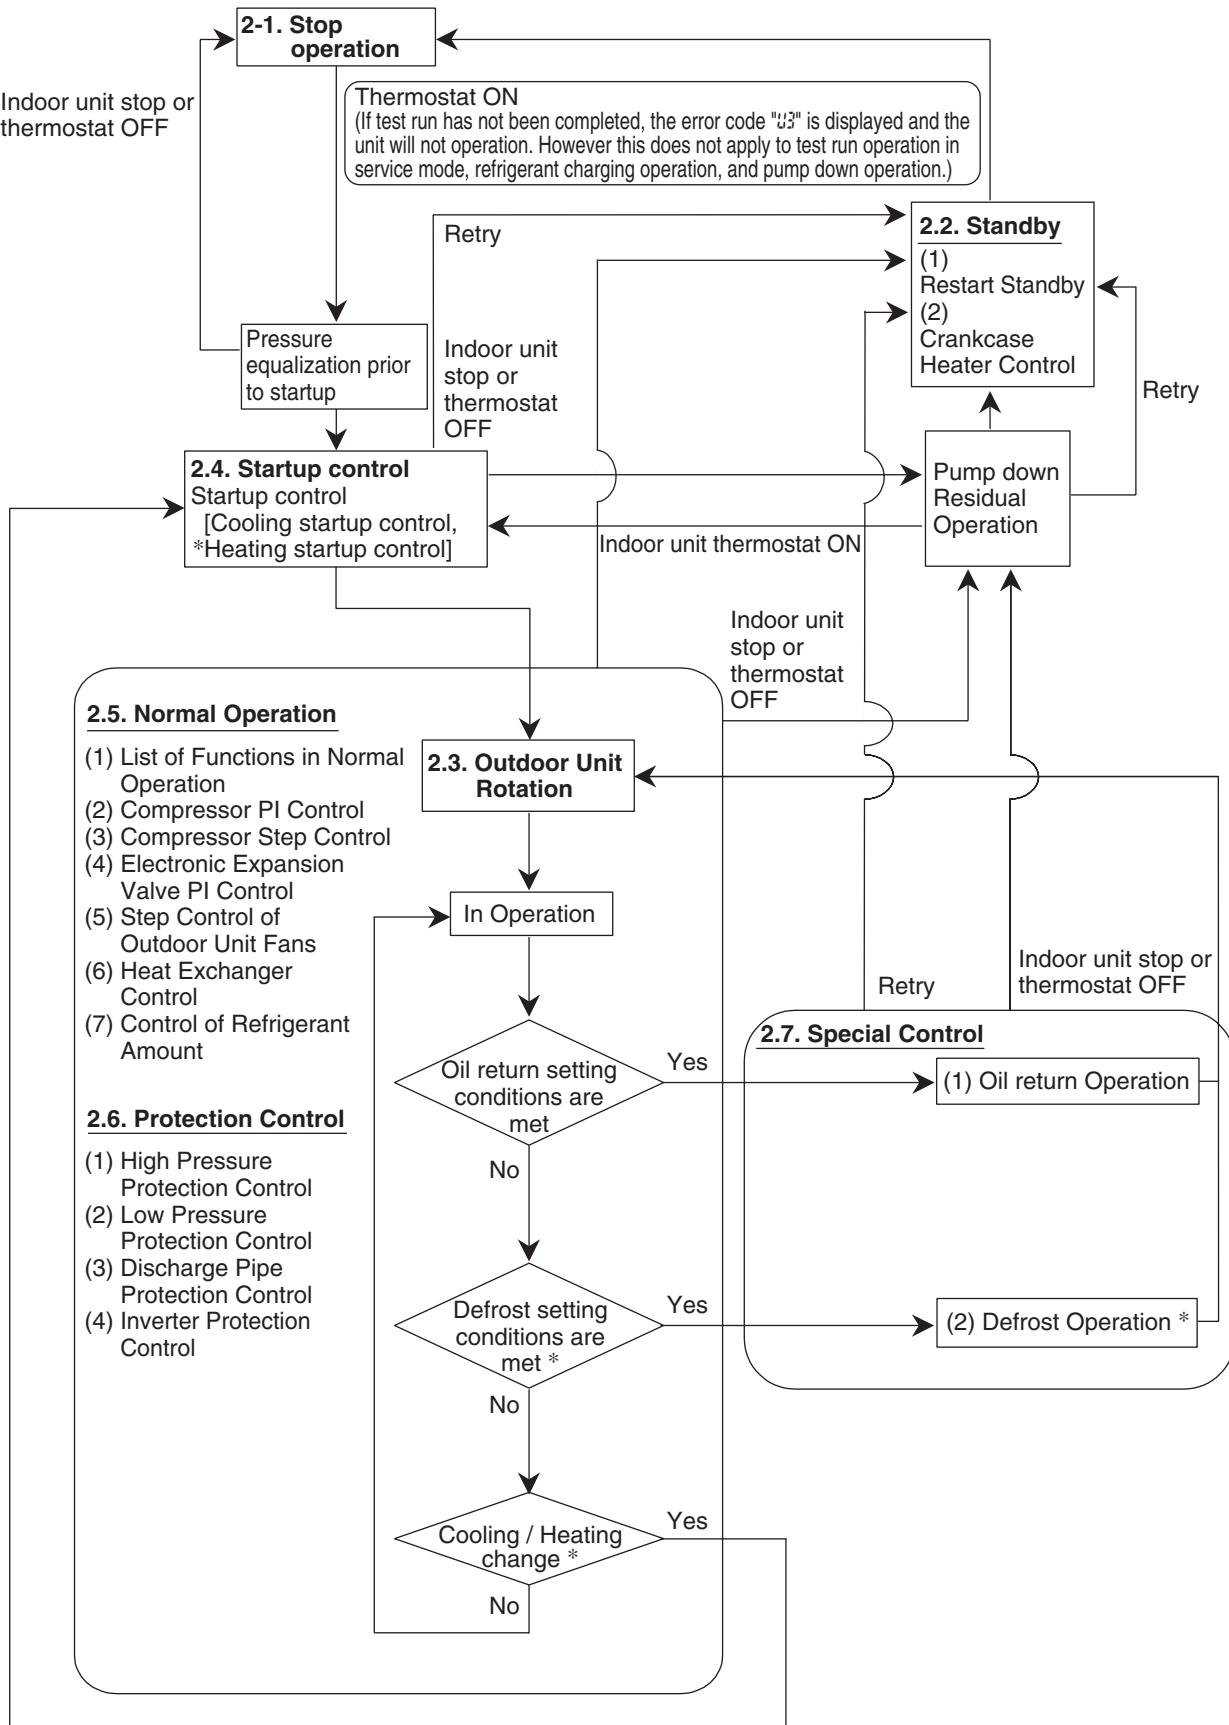 2-1. Stop
operation
Indoor unit stop or
thermostat OFF
Thermostat ON
(If test run has not been completed, the error code "U3" is displayed and the
unit will not operation. However this does not apply to test run operation in
service mode, refrigerant charging operation, and pump down operation.)
Retry
2.2. Standby
(1)
Restart Standby
(2)
Crankcase
Heater Control
Pressure
equalization prior
to startup
Indoor unit
stop or
thermostat
OFF
Retry
2.4. Startup control
Startup control
[Cooling startup control,
*Heating startup control]
Pump down
Residual
Operation
Indoor unit thermostat ON
Indoor unit
stop or
thermostat
OFF
2.5. Normal Operation
(1) List of Functions in Normal
Operation
(2) Compressor PI Control
(3) Compressor Step Control
(4) Electronic Expansion
Valve PI Control
(5) Step Control of
Outdoor Unit Fans
(6) Heat Exchanger
Control
(7) Control of Refrigerant
Amount
2.3. Outdoor Unit
Rotation
In Operation
Retry
Indoor unit stop or
thermostat OFF
2.7. Special Control
Oil return setting
conditions are
met
Yes
(1) Oil return Operation
No
2.6. Protection Control
(1) High Pressure
Protection Control
(2) Low Pressure
Protection Control
(3) Discharge Pipe
Protection Control
(4) Inverter Protection
Control
Defrost setting
conditions are
met *
Yes
(2) Defrost Operation *
No
Cooling / Heating
change *
Yes
No